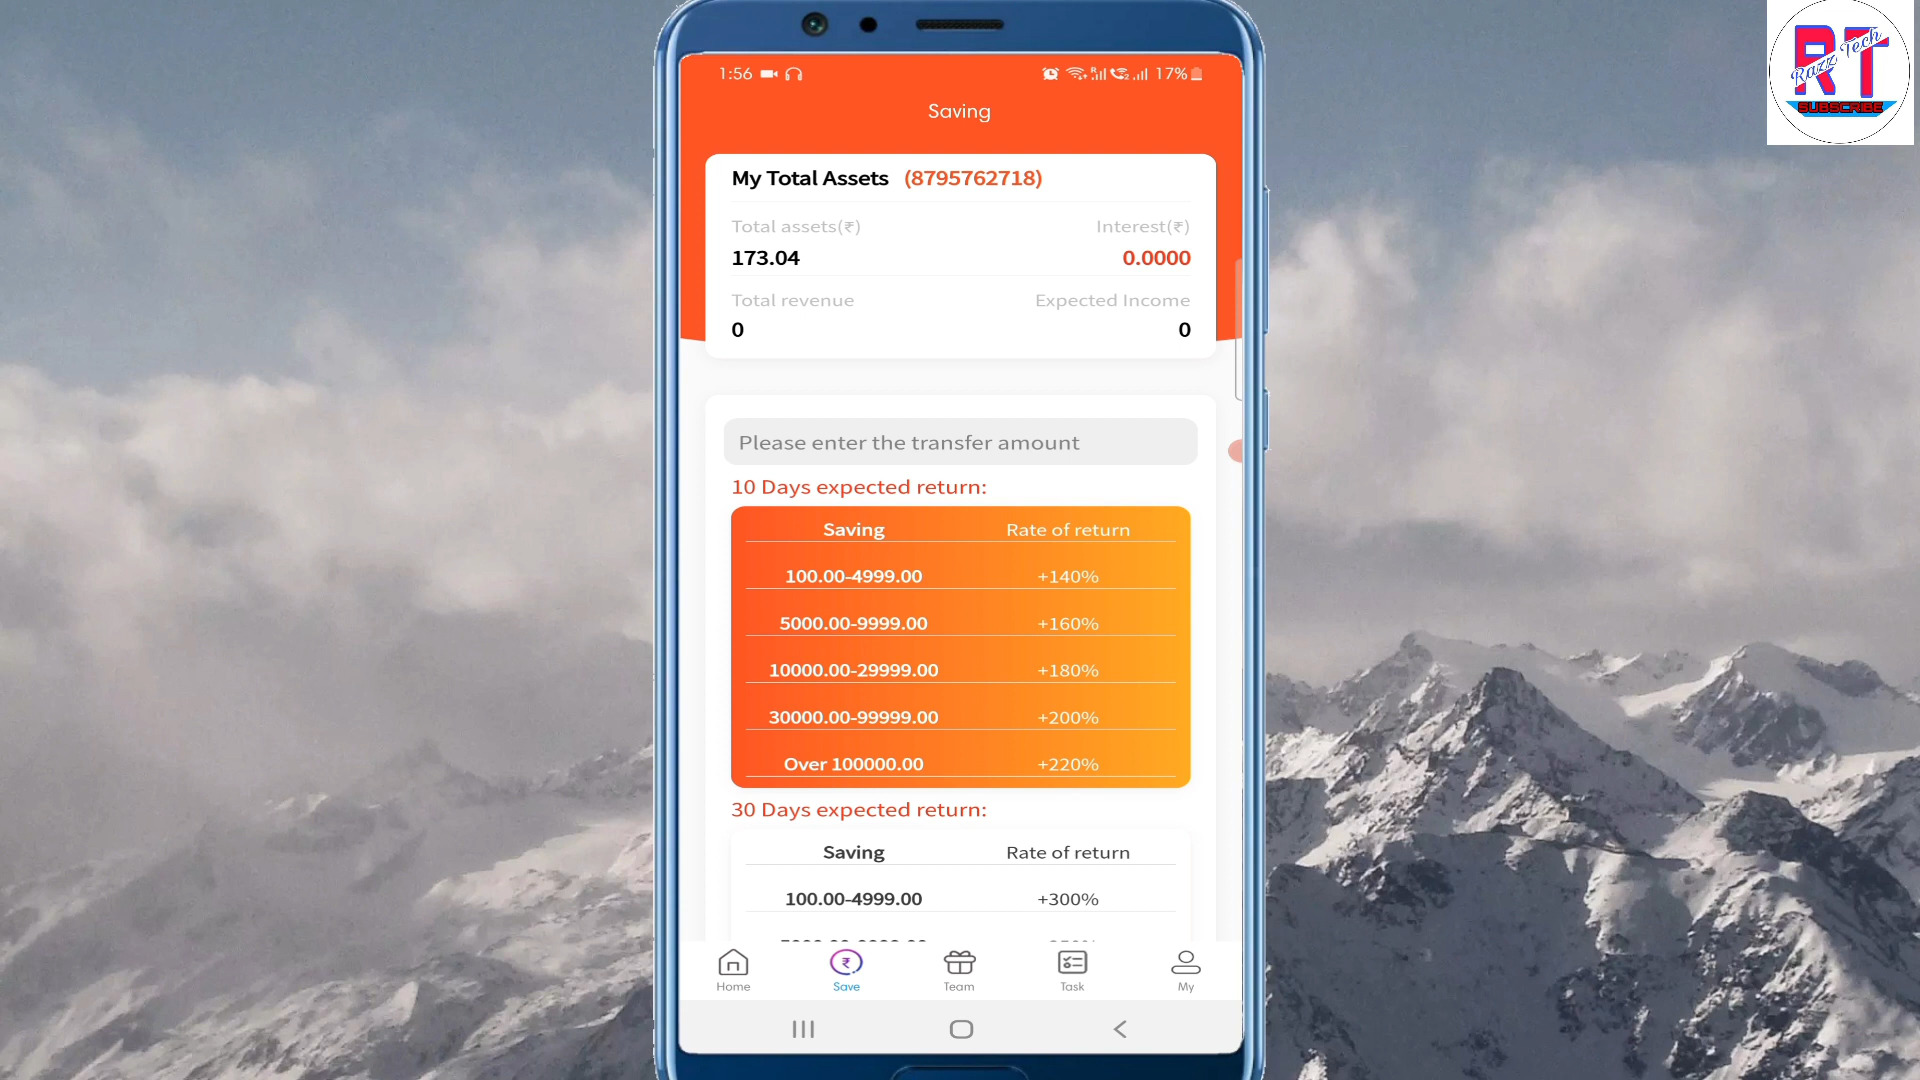 1:56
17%
Saving
My Total Assets (8795762718)
Total assets(₹) Interest(₹)
173.04 0.0000
Total revenue Expected Income
0 0
Please enter the transfer amount
10 Days expected return:
Saving Rate of return
100.00-4999.00 +140%
5000.00-9999.00 +160%
10000.00-29999.00 +180%
30000.00-99999.00 +200%
Over 100000.00 +220%
30 Days expected return:
Saving Rate of return
100.00-4999.00 +300%
Home Save Team Task My
RT
Razz Tech
SUBSCRIBE